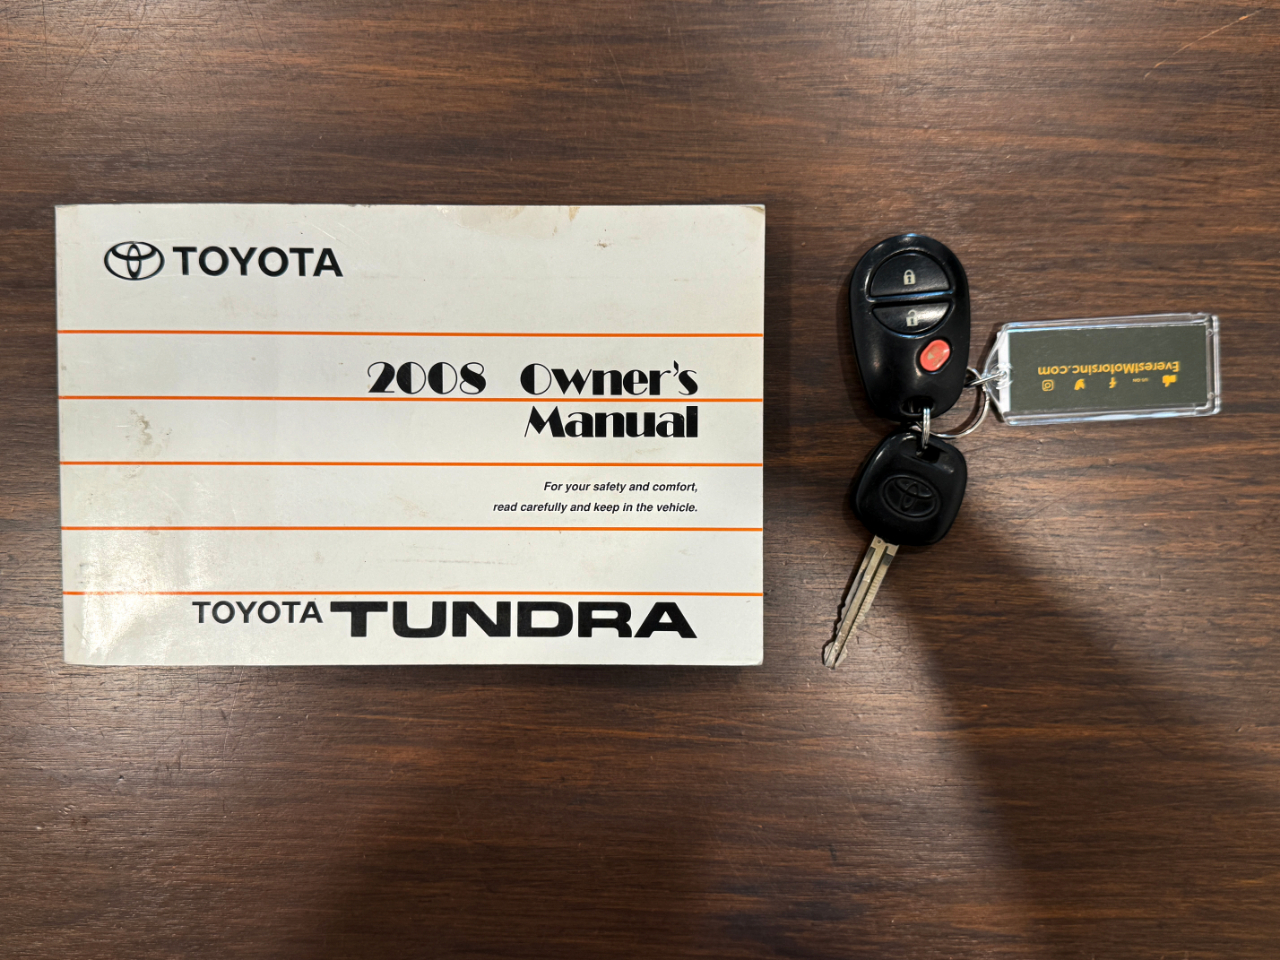 TOYOTA
2008 Owner's
Manual
For your safety and comfort,
read carefully and keep in the vehicle.
TOYOTA TUNDRA
EverestMotorsInc.com